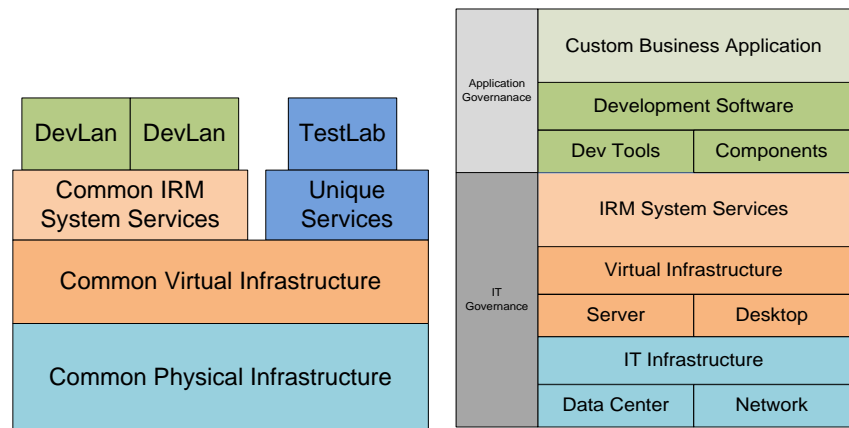 DevLan
DevLan
TestLab
Common IRM
System Services
Unique
Services
Common Virtual Infrastructure
Common Physical Infrastructure
Application
Governanace
IT
Governance
Custom Business Application
Development Software
Dev Tools
Components
IRM System Services
Virtual Infrastructure
Server
Desktop
IT Infrastructure
Data Center
Network